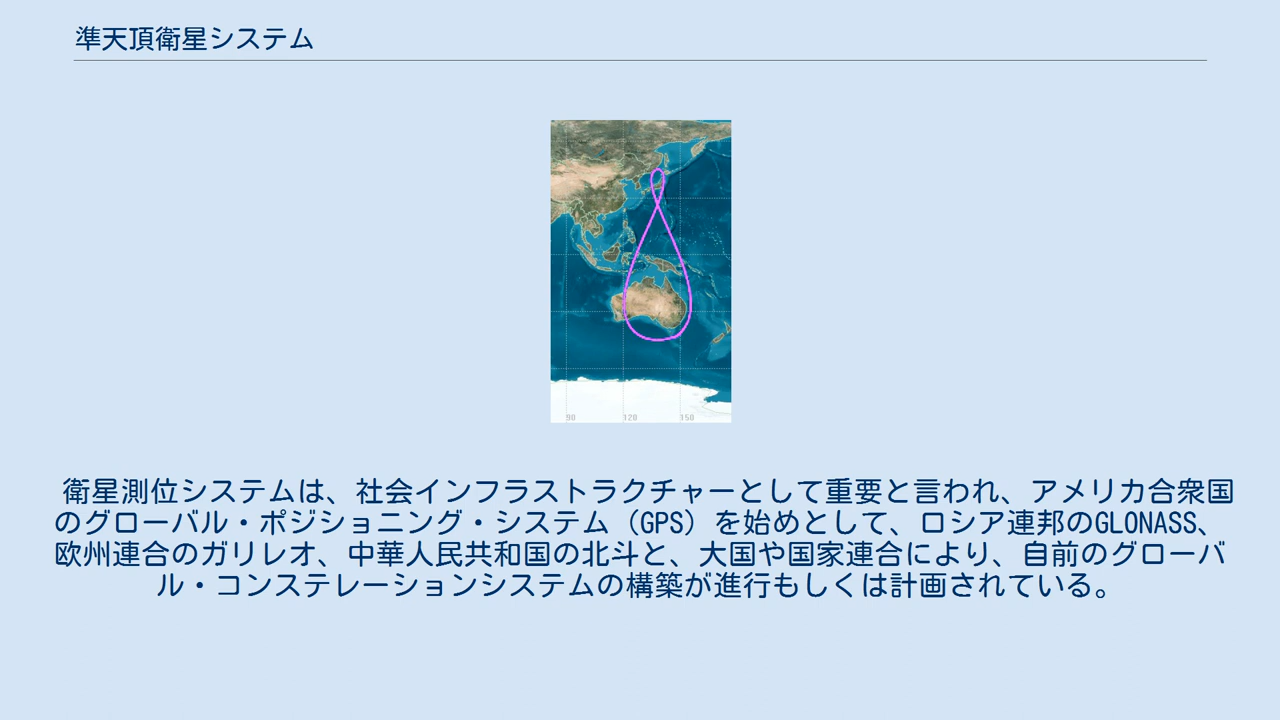 準天頂衛星システム
90 120 150
衛星測位システムは、社会インフラストラクチャーとして重要と言われ、アメリカ合衆国
のグローバル・ポジショニング・システム（GPS）を始めとして、ロシア連邦のGLONASS、
欧州連合のガリレオ、中華人民共和国の北斗と、大国や国家連合により、自前のグローバ
ル・コンステレーションシステムの構築が進行もしくは計画されている。